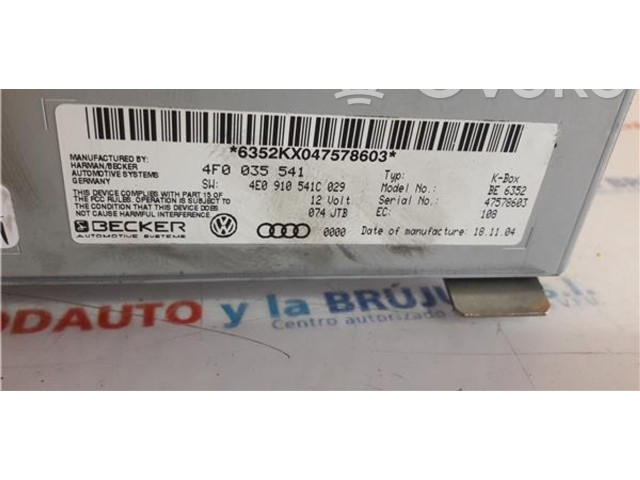 *6352KX047578603*
MANUFACTURED BY:
HARMAN/BECKER
AUTOMOTIVE SYSTEMS
GERMANY
4F0 035 541
SW: 4E0 910 541C 029
12 Volt
074 JTB
Typ: K-Box
Model No.: BE 6352
Serial No.: 47578603
EC: 108
THIS DEVICE COMPLIES WITH PART 15 OF THE
FCC RULES. OPERATION IS SUBJECT TO THE
CONDITION THAT THIS DEVICE DOES
NOT CAUSE HARMFUL INTERFERENCE
BECKER
AUTOMOTIVE SYSTEMS
0000 Date of manufacture: 18.11.04
ODAUTO y la BRÚJU
Centro autorizado